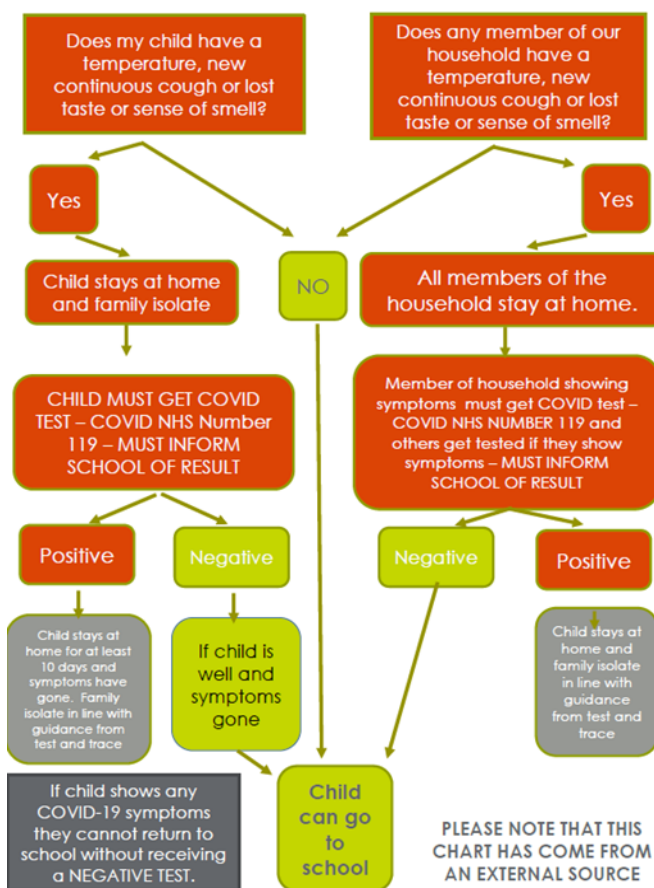 Does my child have a
temperature, new
continuous cough or lost
taste or sense of smell?
Does any member of our
household have a
temperature, new
continuous cough or lost
taste or sense of smell?
Yes
NO
Yes
Child stays at home
and family isolate
All members of the
household stay at home.
CHILD MUST GET COVID
TEST – COVID NHS Number
119 – MUST INFORM
SCHOOL OF RESULT
Member of household showing
symptoms must get COVID test –
COVID NHS NUMBER 119 and
others get tested if they show
symptoms – MUST INFORM
SCHOOL OF RESULT
Positive
Negative
Negative
Positive
Child stays at
home for at least
10 days and
symptoms have
gone. Family
isolate in line with
guidance from
test and trace
If child is
well and
symptoms
gone
Child stays at
home and
family isolate
in line with
guidance
from test and
trace
If child shows any
COVID-19 symptoms
they cannot return to
school without receiving
a NEGATIVE TEST.
Child
can go
to
school
PLEASE NOTE THAT THIS
CHART HAS COME FROM
AN EXTERNAL SOURCE